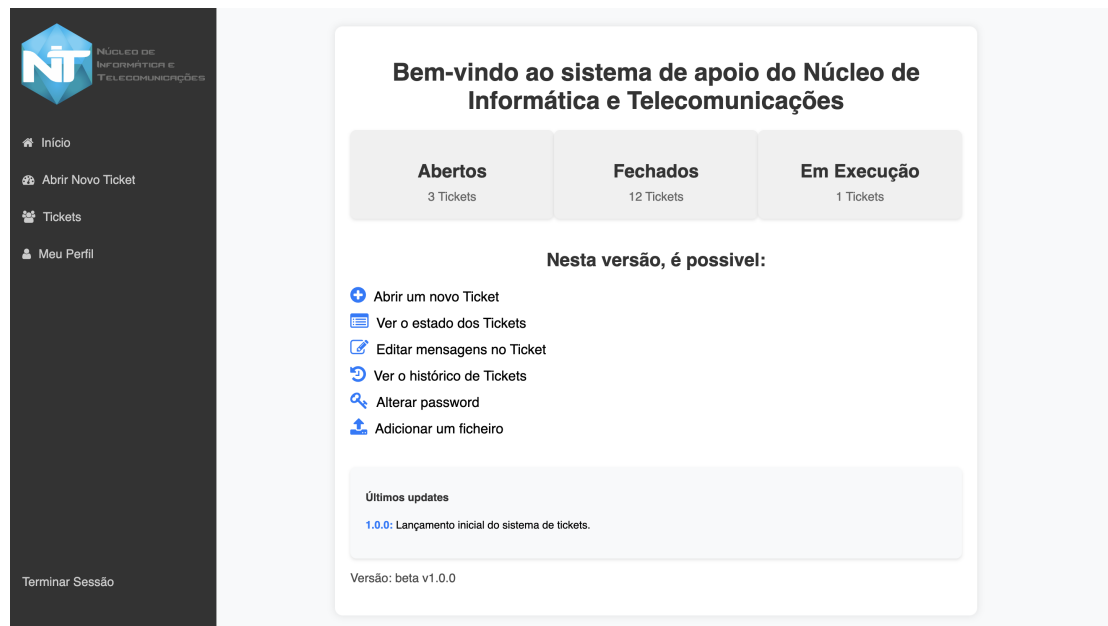 NIT
Núcleo de
Informática e
Telecomunicações
Início
Abrir Novo Ticket
Tickets
Meu Perfil
Terminar Sessão
Bem-vindo ao sistema de apoio do Núcleo de
Informática e Telecomunicações
Abertos
3 Tickets
Fechados
12 Tickets
Em Execução
1 Tickets
Nesta versão, é possivel:
Abrir um novo Ticket
Ver o estado dos Tickets
Editar mensagens no Ticket
Ver o histórico de Tickets
Alterar password
Adicionar um ficheiro
Últimos updates
1.0.0: Lançamento inicial do sistema de tickets.
Versão: beta v1.0.0